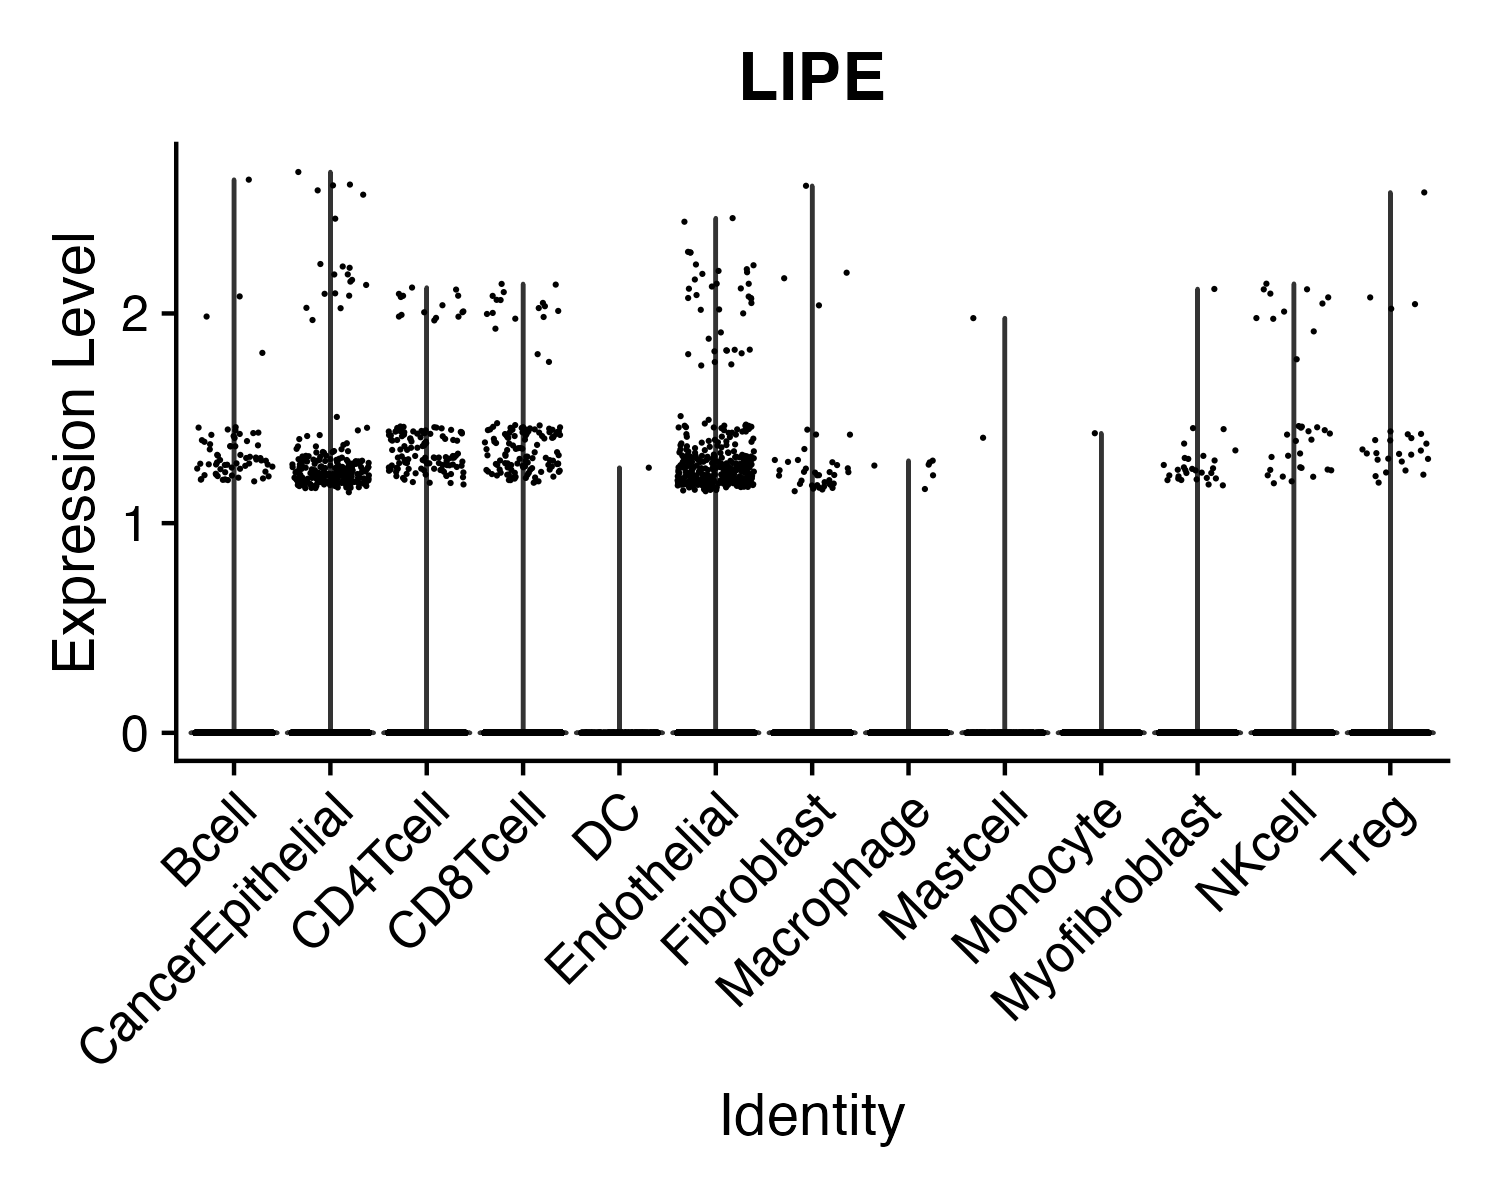 LIPE
Expression Level
2
1
0
Bcell
CancerEpithelial
CD4Tcell
CD8Tcell
DC
Endothelial
Fibroblast
Macrophage
Mastcell
Monocyte
Myofibroblast
NKcell
Treg
Identity